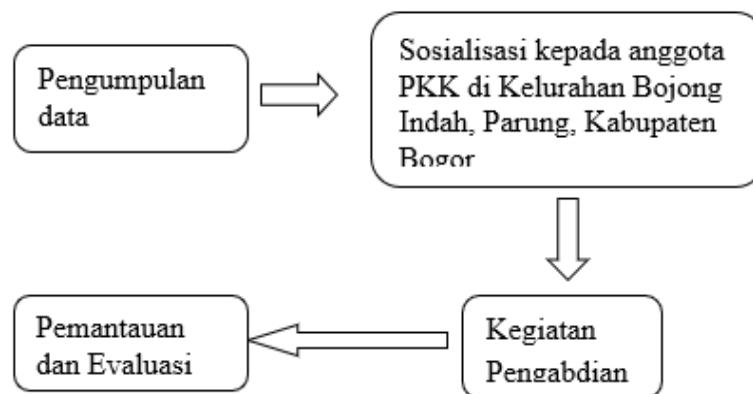 Pengumpulan
data
Sosialisasi kepada anggota
PKK di Kelurahan Bojong
Indah, Parung, Kabupaten
Bogor
Kegiatan
Pengabdian
Pemantauan
dan Evaluasi